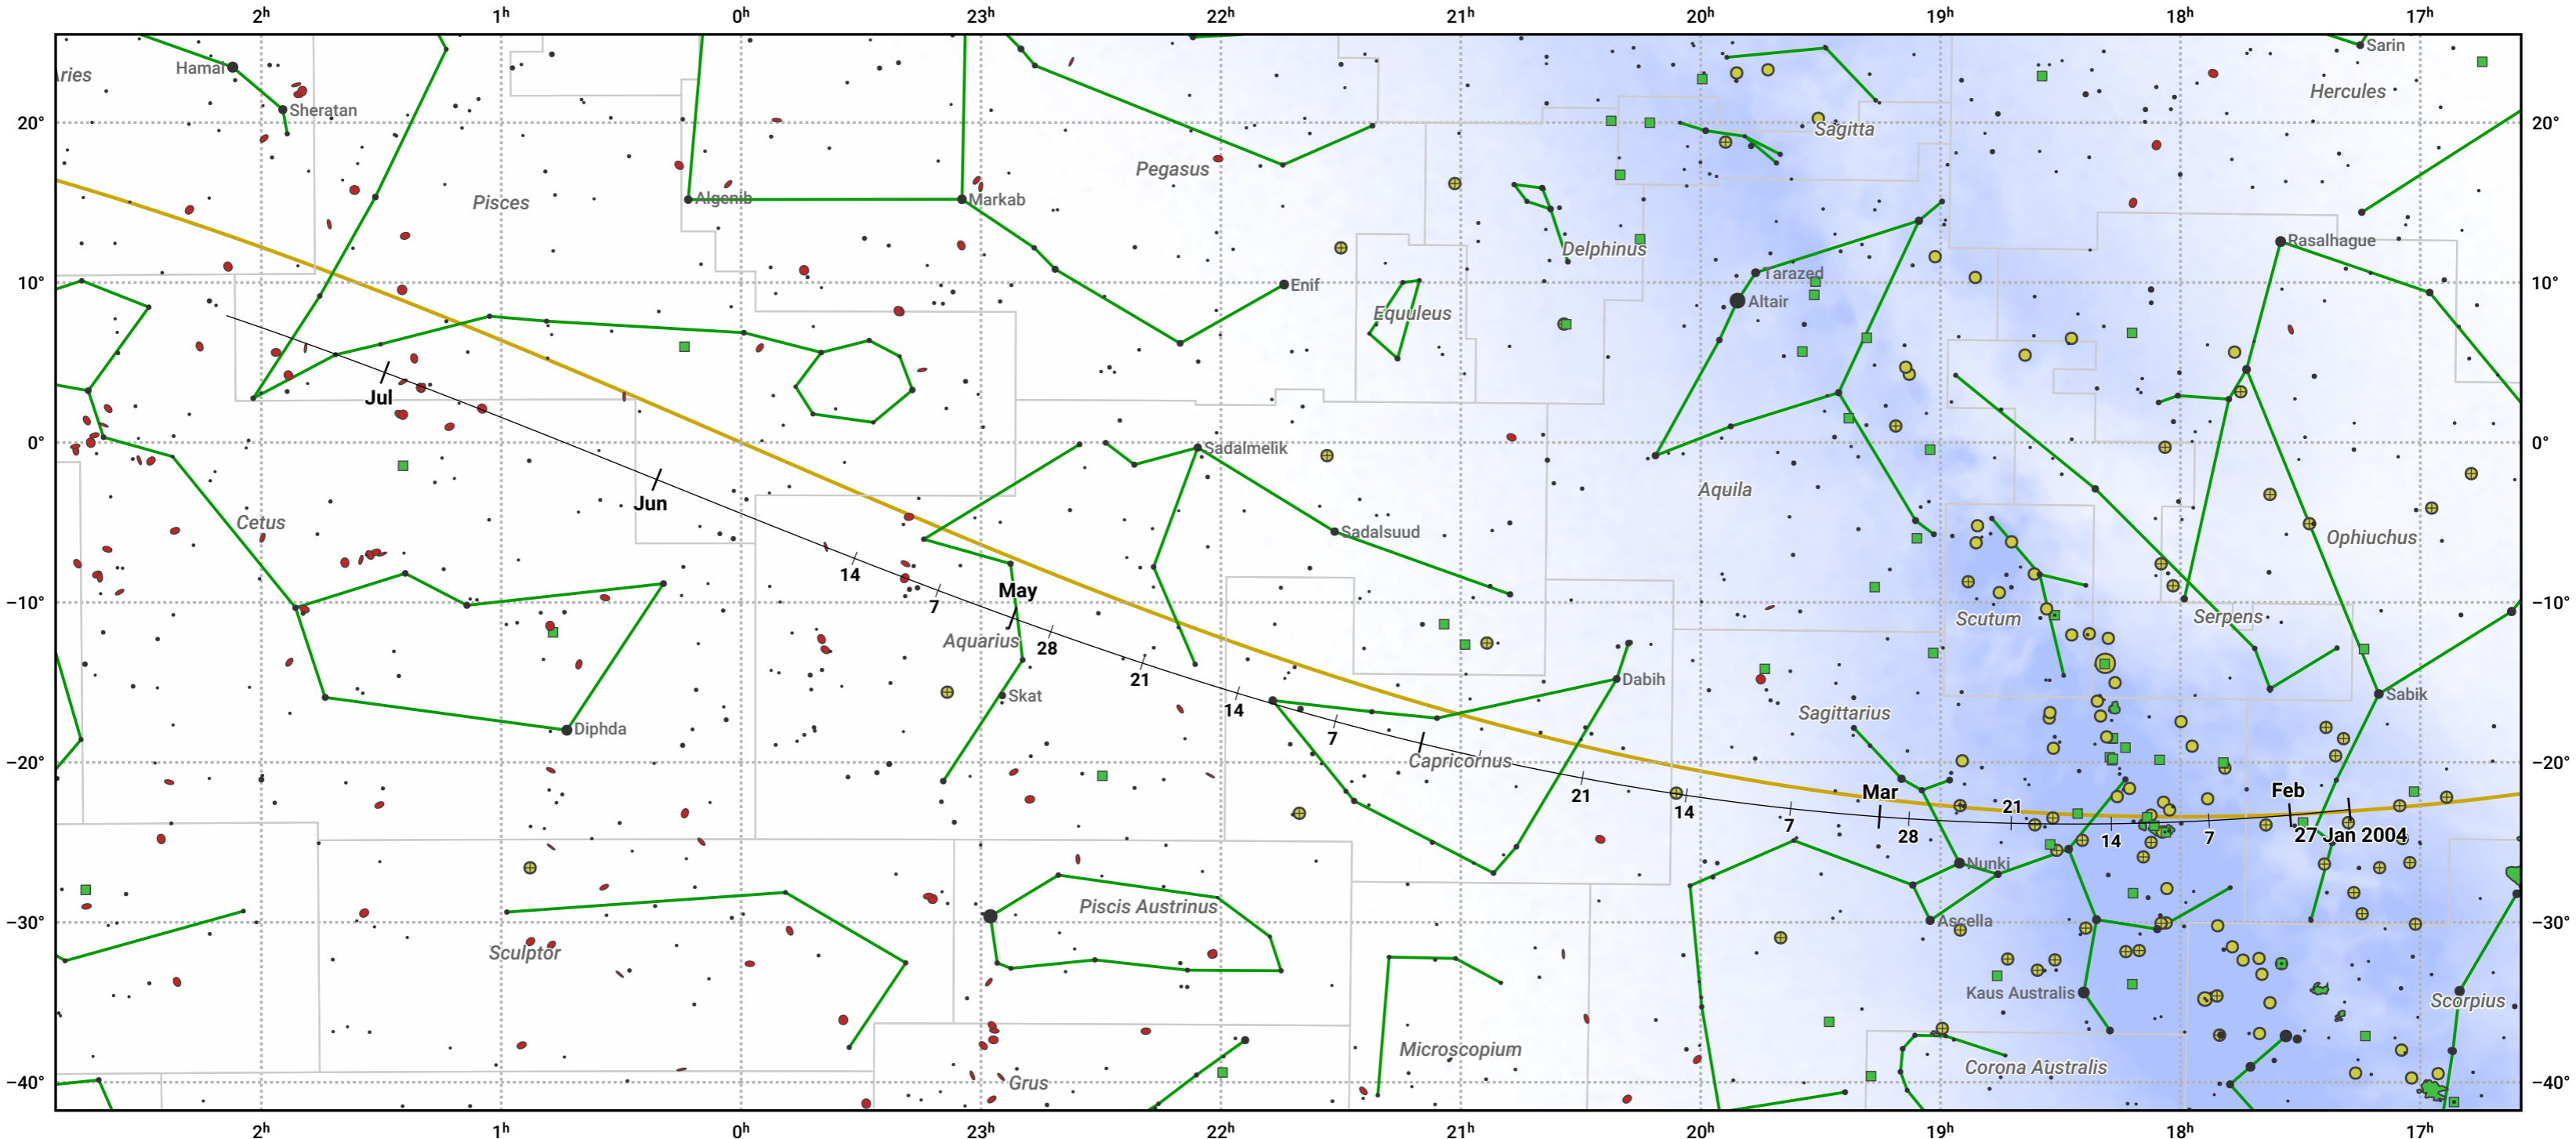 2h 1h 0h 23h 22h 21h 20h 19h 18h 17h
Sarin
Hamal
Aries
Hercules
Sheratan
20° 20°
Sagitta
Pegasus
Pisces
Algenib
Markab
Rasalhague
Delphinus
Tarazed
10° 10°
Enif
Altair
Equuleus
Jul
0° 0°
Sadalmelik
Aquila
Jun
Cetus
Sadalsuud
Ophiuchus
14
May
7
−10° −10°
Scutum
Serpens
Aquarius
28
21
Dabih
Skat
Sabik
14
Sagittarius
Diphda
7
−20° −20°
Capricornus
21
Mar
Feb
14
21
7
28
14
7
27 Jan 2004
Nunki
Piscis Austrinus
−30° −30°
Ascella
Sculptor
Kaus Australis
Scorpius
Microscopium
Corona Australis
Grus
−40° −40°
2h 1h 0h 23h 22h 21h 20h 19h 18h 17h